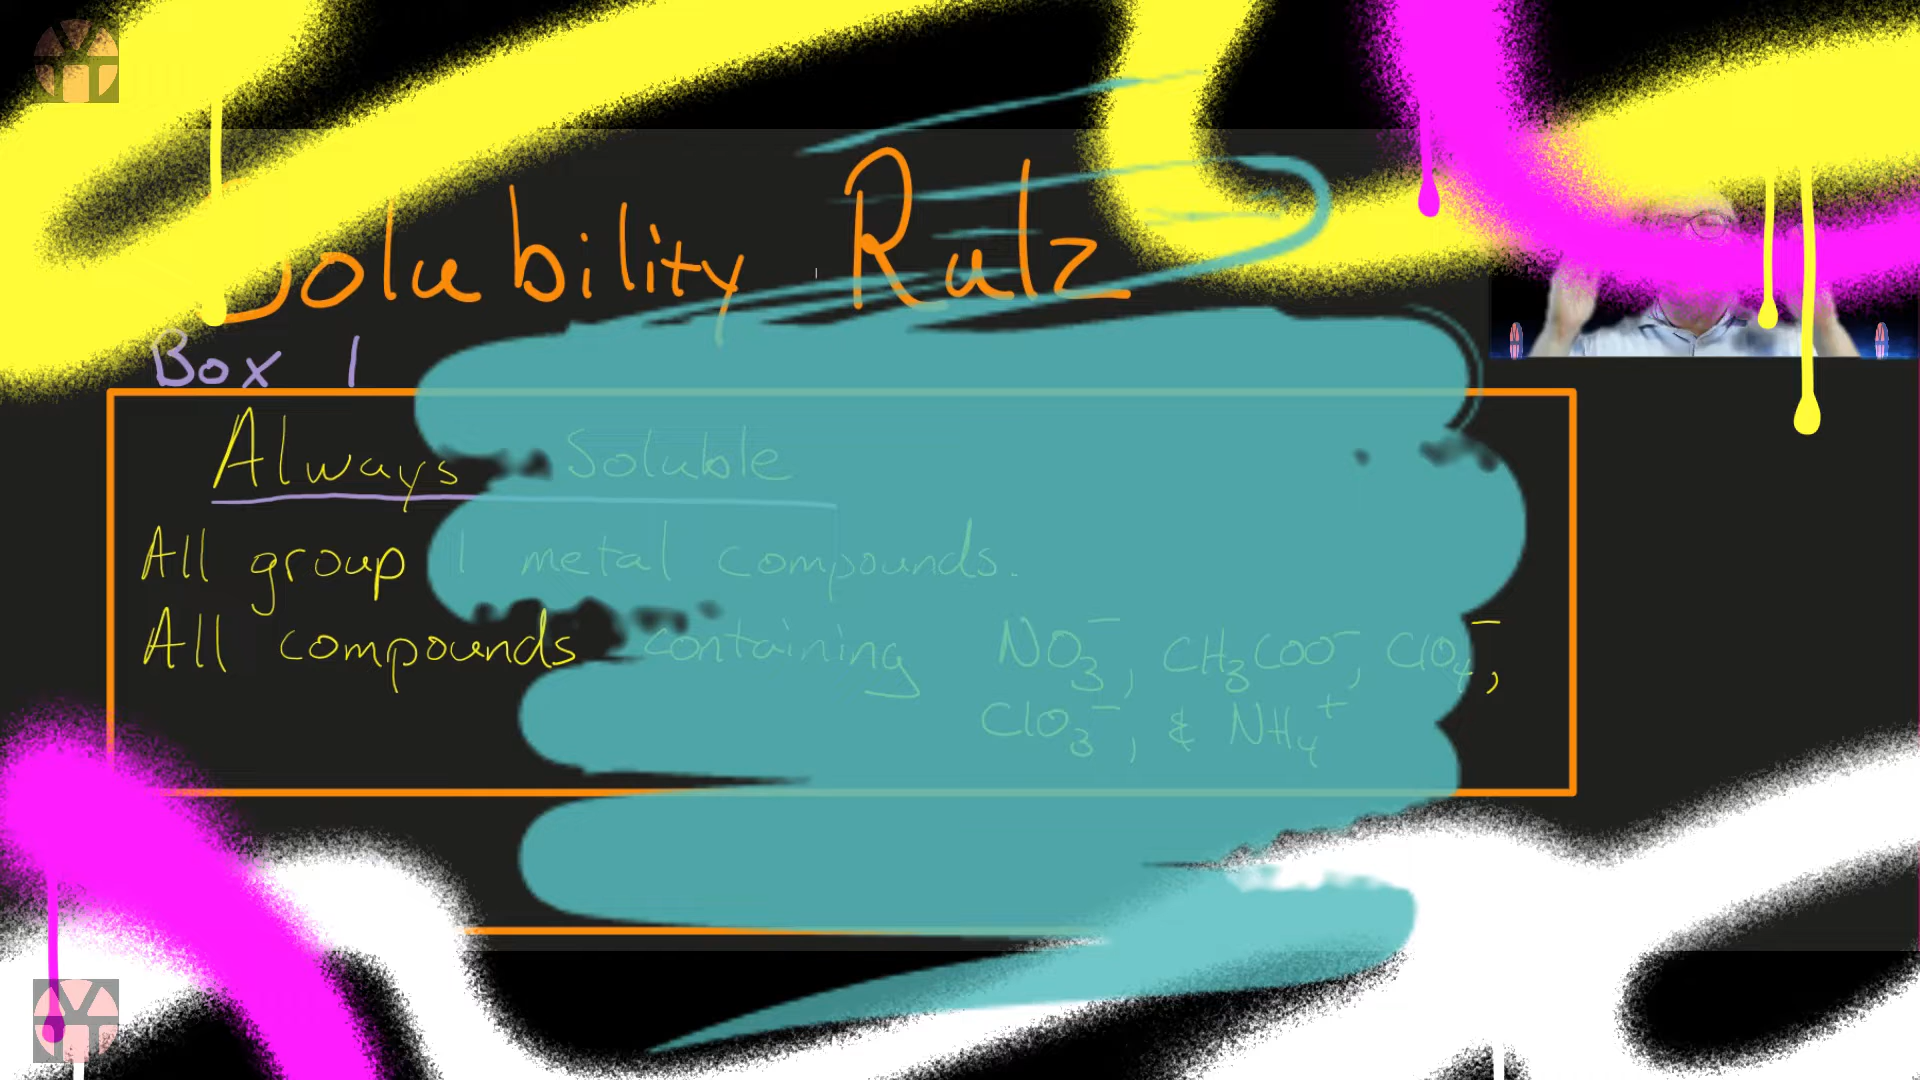 Solubility Rulz
Box 1
Always Soluble
All group 1 metal compounds.
All compounds containing NO₃⁻, CH₃COO⁻, ClO₄⁻,
ClO₃⁻, & NH₄⁺